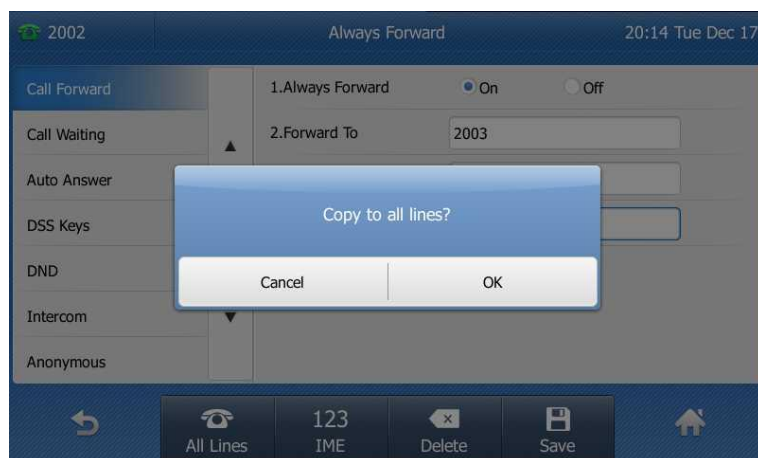 2002 Always Forward 20:14 Tue Dec 17
Call Forward
Call Waiting
Auto Answer
DSS Keys
DND
Intercom
Anonymous
1.Always Forward On Off
2.Forward To 2003
Copy to all lines?
Cancel OK
All Lines
123
IME
Delete
Save